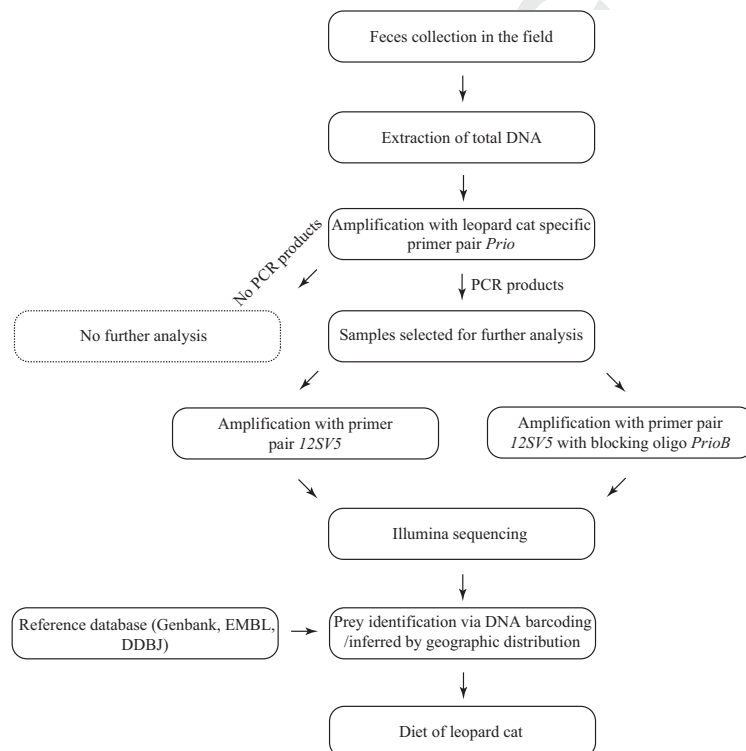 Feces collection in the field
Extraction of total DNA
Amplification with leopard cat specific
primer pair Prio
No PCR products
PCR products
No further analysis
Samples selected for further analysis
Amplification with primer
pair 12SV5
Amplification with primer pair
12SV5 with blocking oligo PrioB
Illumina sequencing
Reference database (Genbank, EMBL,
DDBJ)
Prey identification via DNA barcoding
/inferred by geographic distribution
Diet of leopard cat